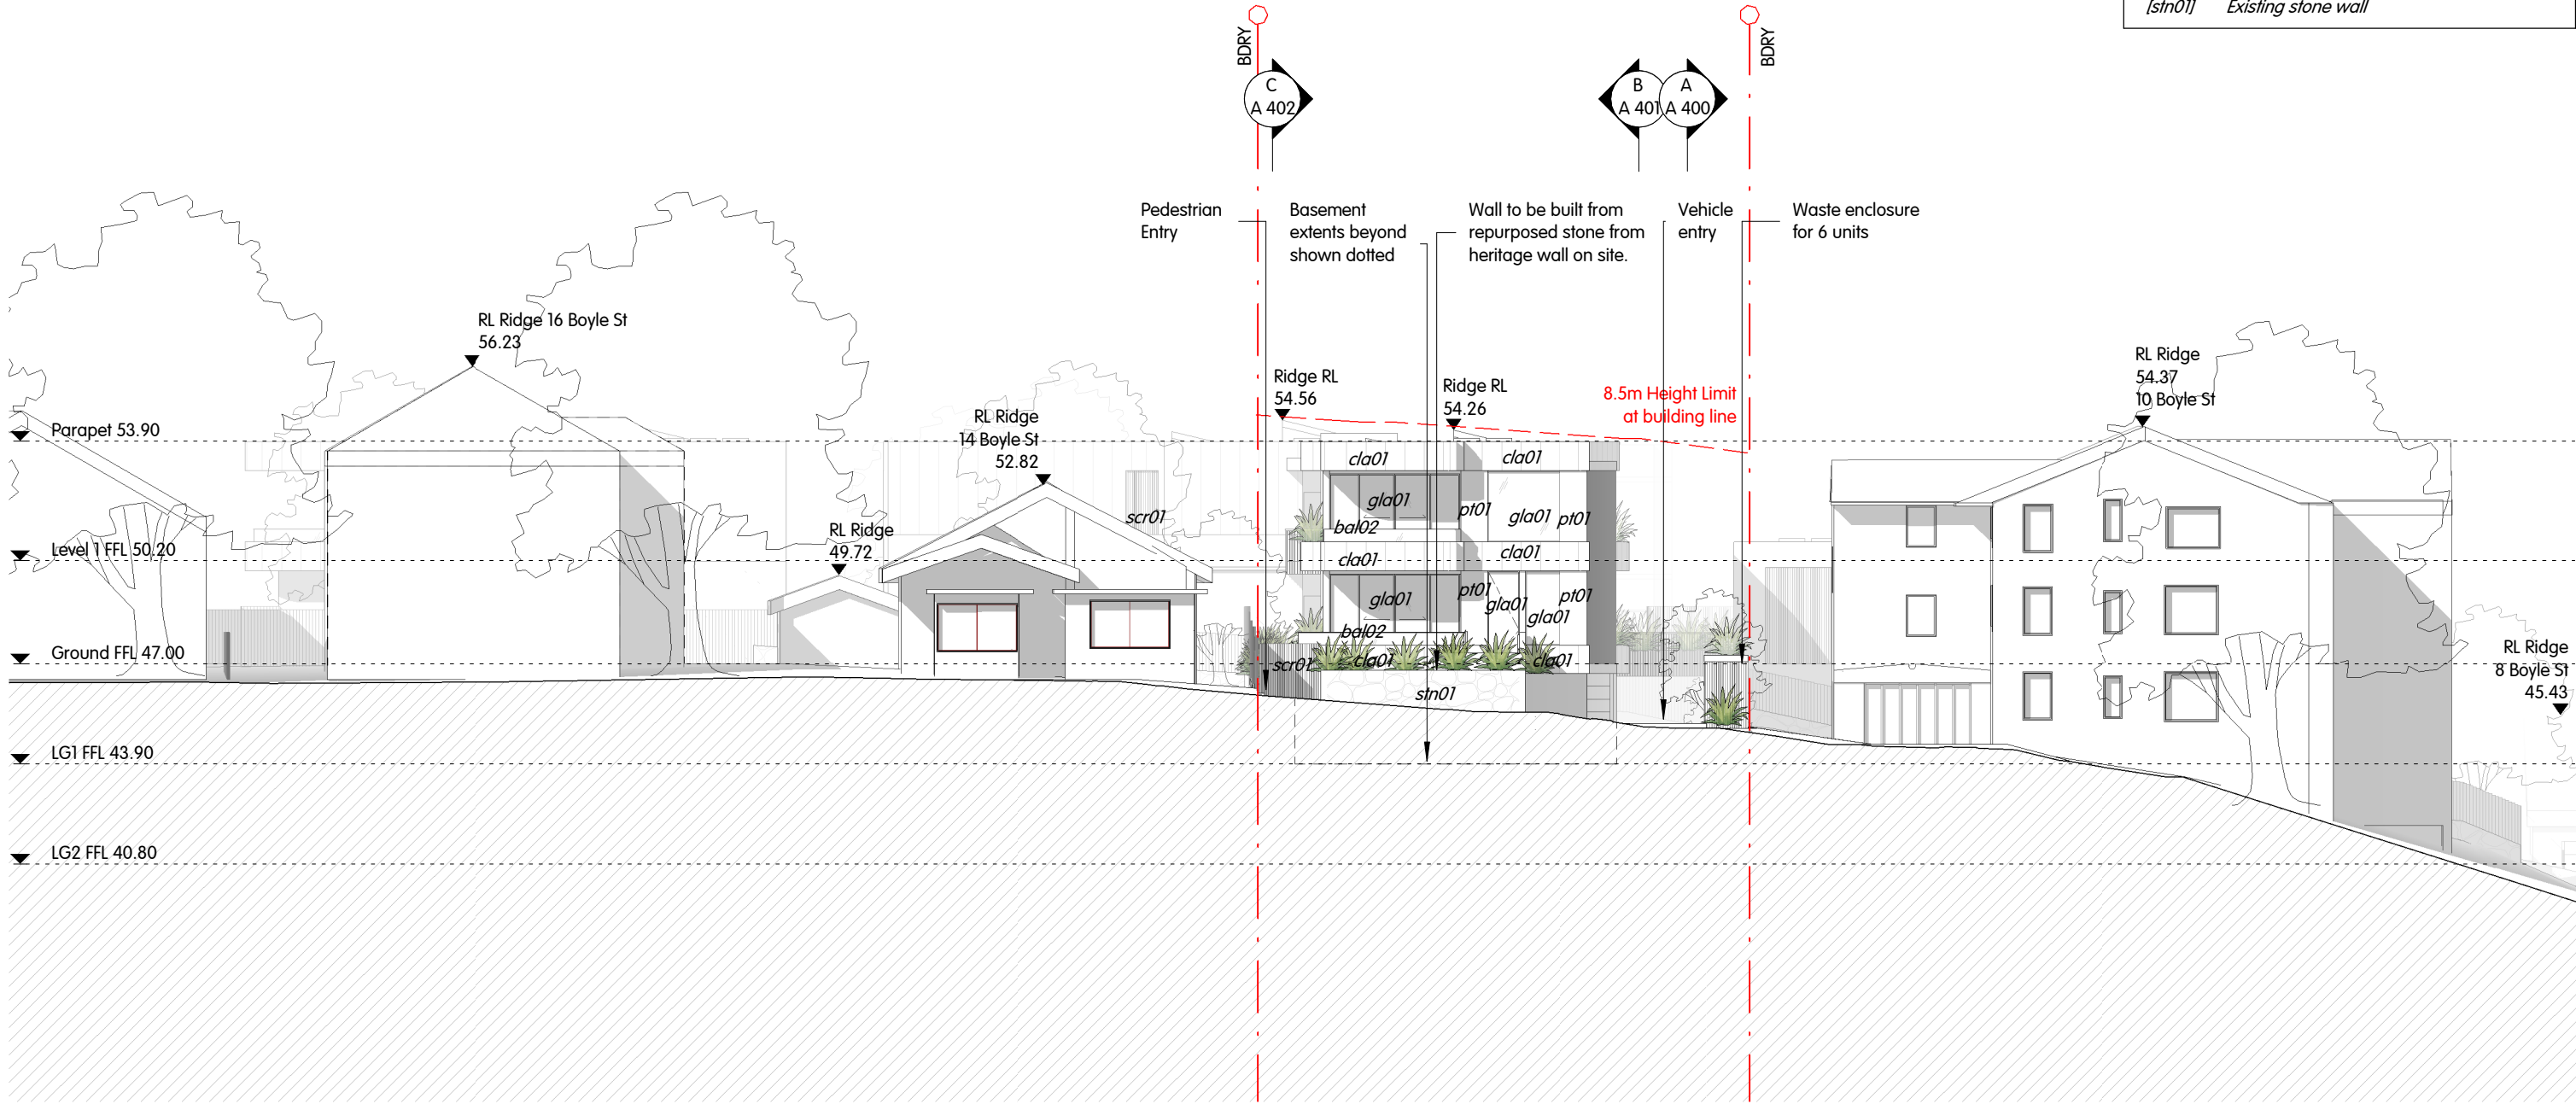 [stn01] Existing stone wall
BDRY
BDRY
C
A 402
B
A 401
A
A 400
Pedestrian
Entry
Basement
extents beyond
shown dotted
Wall to be built from
repurposed stone from
heritage wall on site.
Vehicle
entry
Waste enclosure
for 6 units
RL Ridge 16 Boyle St
56.23
RL Ridge
14 Boyle St
52.82
RL Ridge
49.72
Ridge RL
54.56
Ridge RL
54.26
8.5m Height Limit
at building line
RL Ridge
54.37
10 Boyle St
RL Ridge
8 Boyle St
45.43
Parapet 53.90
Level 1 FFL 50.20
Ground FFL 47.00
LG1 FFL 43.90
LG2 FFL 40.80
cla01
cla01
scr01
gla01
pt01
gla01
pt01
bal02
cla01
cla01
gla01
pt01
gla01
pt01
gla01
bal02
scr01
cla01
cla01
stn01